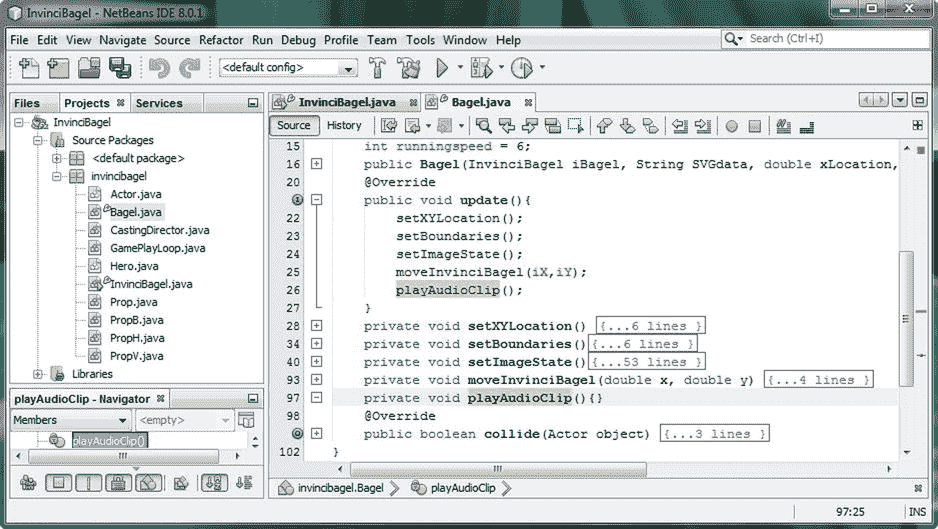 InvinciBagel - NetBeans IDE 8.0.1
File Edit View Navigate Source Refactor Run Debug Profile Team Tools Window Help
Search (Ctrl+I)
<default config>
Files Projects Services
InvinciBagel
Source Packages
<default package>
invincibagel
Actor.java
Bagel.java
CastingDirector.java
GamePlayLoop.java
Hero.java
InvinciBagel.java
Prop.java
PropB.java
PropH.java
PropV.java
Libraries
playAudioClip - Navigator
Members <empty>
playAudioClip()
InvinciBagel.java Bagel.java
Source History
15 int runningspeed = 6;
16 public Bagel(InvinciBagel iBagel, String SVGdata, double xLocation,
20 @Override
public void update(){
22 setXYLocation();
23 setBoundaries();
24 setImageState();
25 moveInvinciBagel(iX,iY);
26 playAudioClip();
27 }
28 private void setXYLocation() {...6 lines }
34 private void setBoundaries(){...6 lines }
40 private void setImageState(){...53 lines }
93 private void moveInvinciBagel(double x, double y) {...4 lines }
97 private void playAudioClip(){}
98 @Override
public boolean collide(Actor object) {...3 lines }
102 }
invincibagel.Bagel playAudioClip
97:25 INS